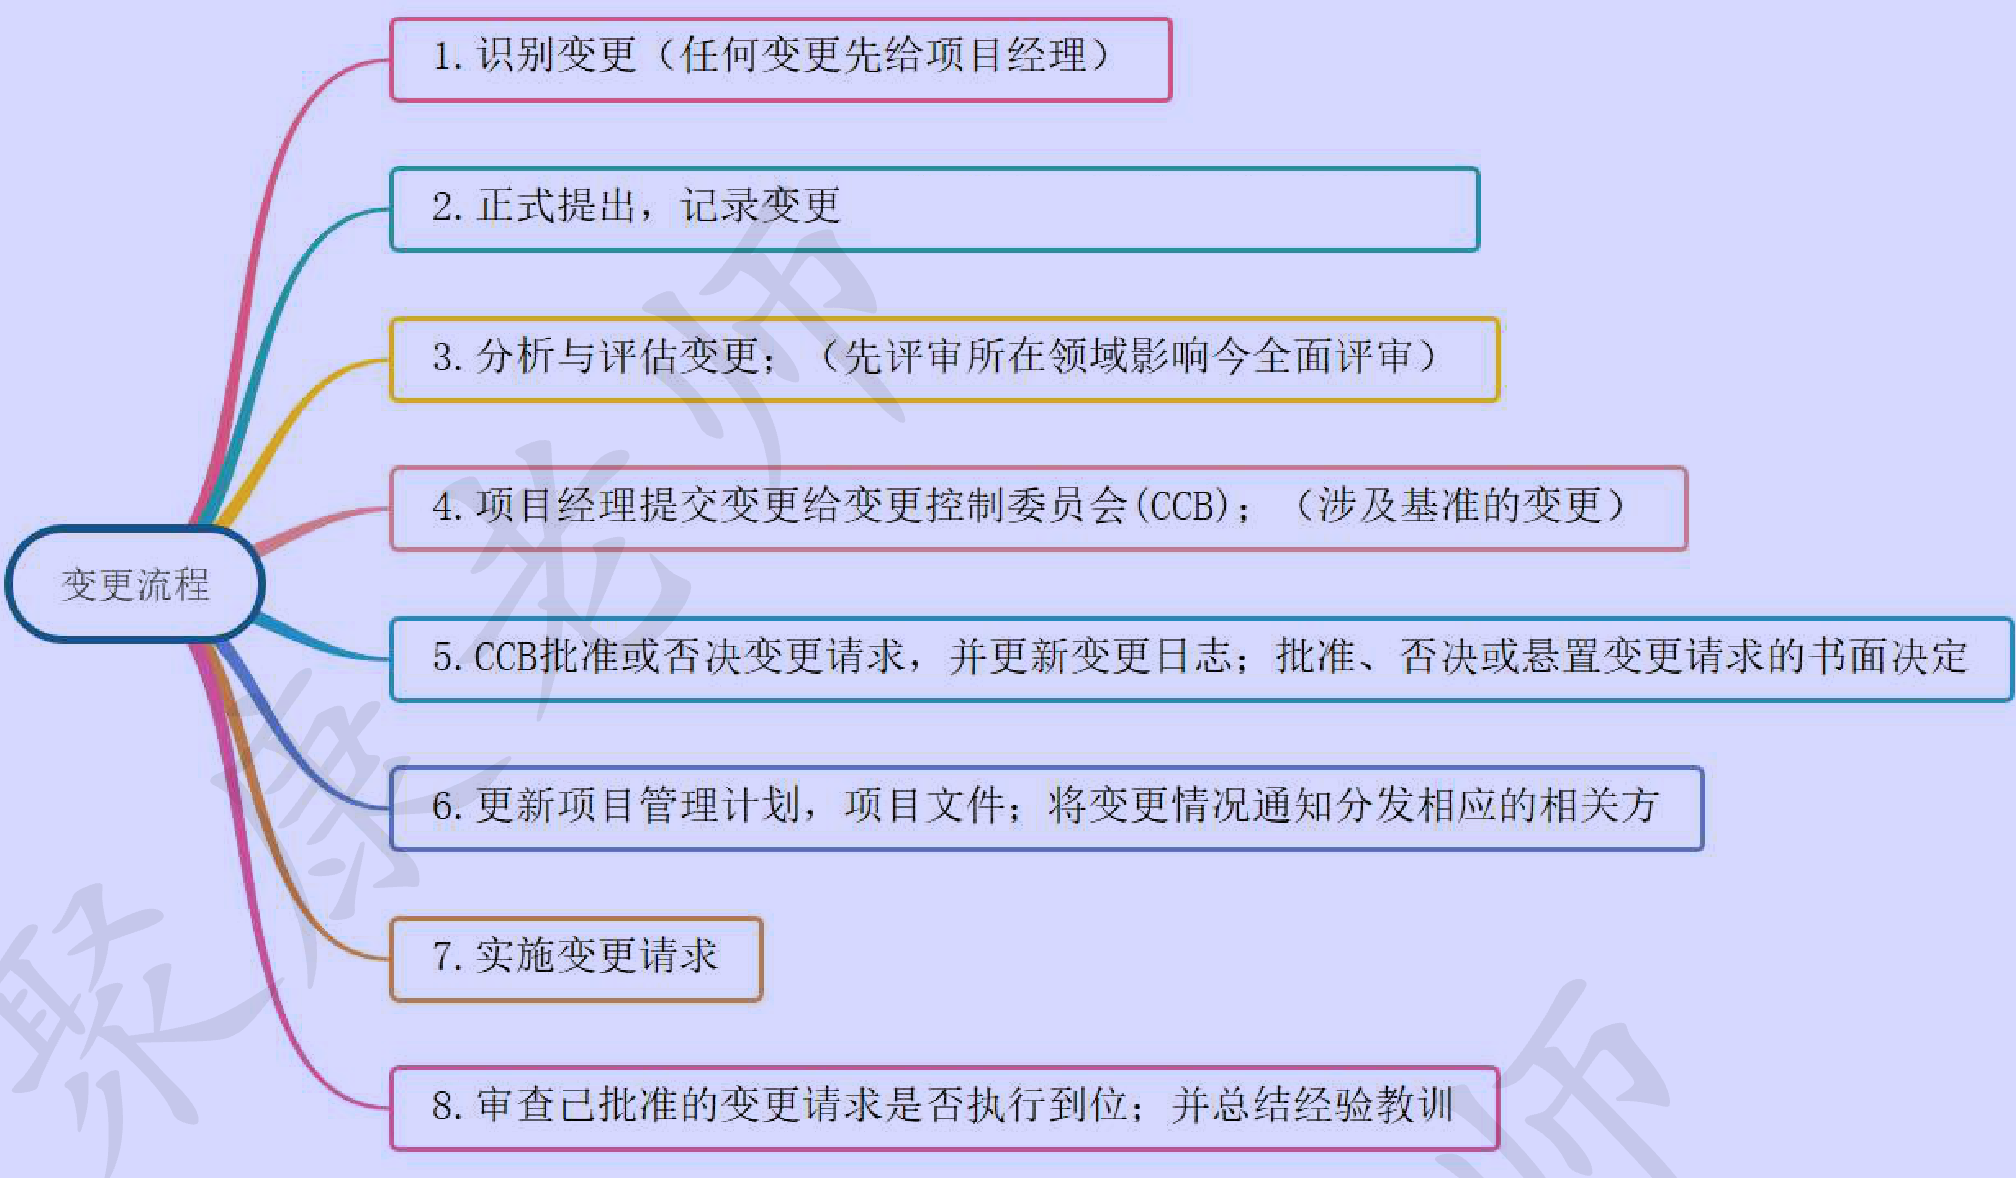 1. 识别变更（任何变更先给项目经理）
2. 正式提出，记录变更
3. 分析与评估变更；（先评审所在领域影响今全面评审）
4. 项目经理提交变更给变更控制委员会(CCB)；（涉及基准的变更）
变更流程
5. CCB批准或否决变更请求，并更新变更日志；批准、否决或悬置变更请求的书面决定
6. 更新项目管理计划，项目文件；将变更情况通知分发相应的相关方
7. 实施变更请求
8. 审查已批准的变更请求是否执行到位；并总结经验教训
聚康老师
师